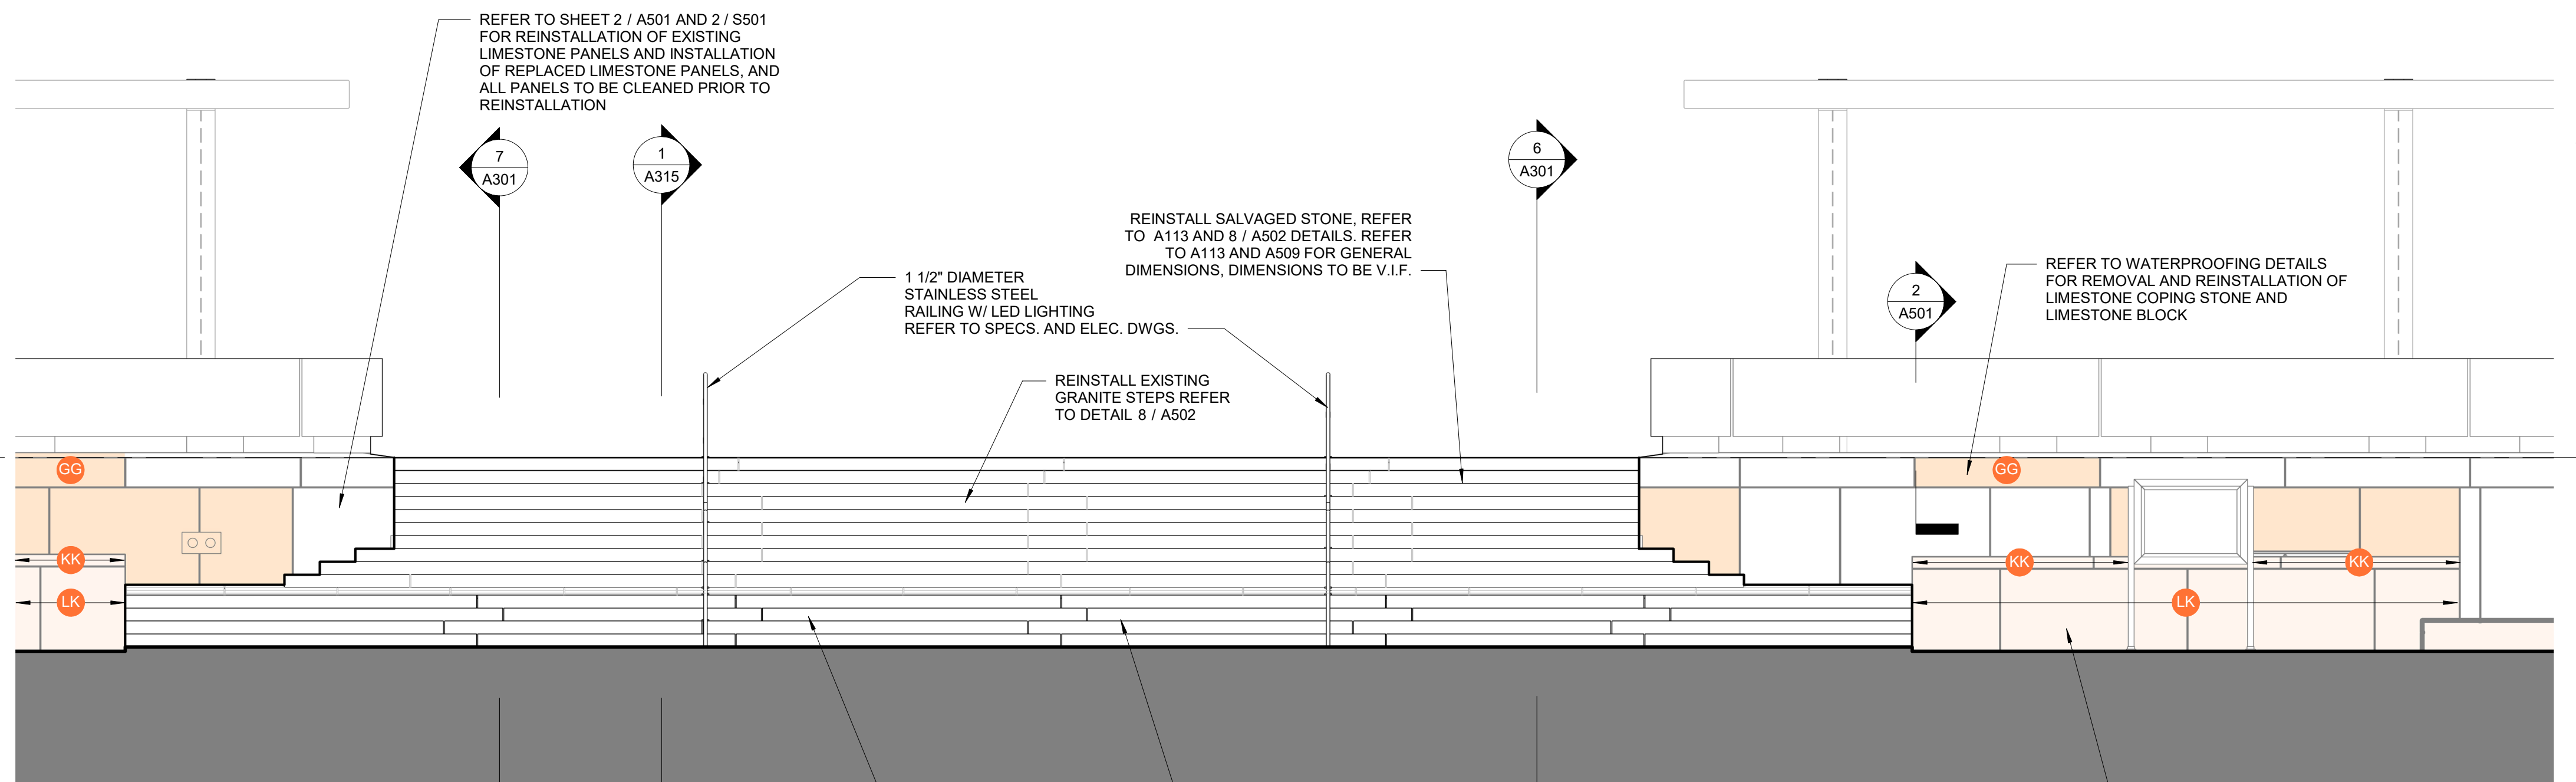 REFER TO SHEET 2 / A501 AND 2 / S501
FOR REINSTALLATION OF EXISTING
LIMESTONE PANELS AND INSTALLATION
OF REPLACED LIMESTONE PANELS, AND
ALL PANELS TO BE CLEANED PRIOR TO
REINSTALLATION
7
A301
1
A315
6
A301
REINSTALL SALVAGED STONE, REFER
TO A113 AND 8 / A502 DETAILS. REFER
TO A113 AND A509 FOR GENERAL
DIMENSIONS, DIMENSIONS TO BE V.I.F.
1 1/2" DIAMETER
STAINLESS STEEL
RAILING W/ LED LIGHTING
REFER TO SPECS. AND ELEC. DWGS.
2
A501
REFER TO WATERPROOFING DETAILS
FOR REMOVAL AND REINSTALLATION OF
LIMESTONE COPING STONE AND
LIMESTONE BLOCK
REINSTALL EXISTING
GRANITE STEPS REFER
TO DETAIL 8 / A502
GG
GG
KK
KK
KK
LK
LK